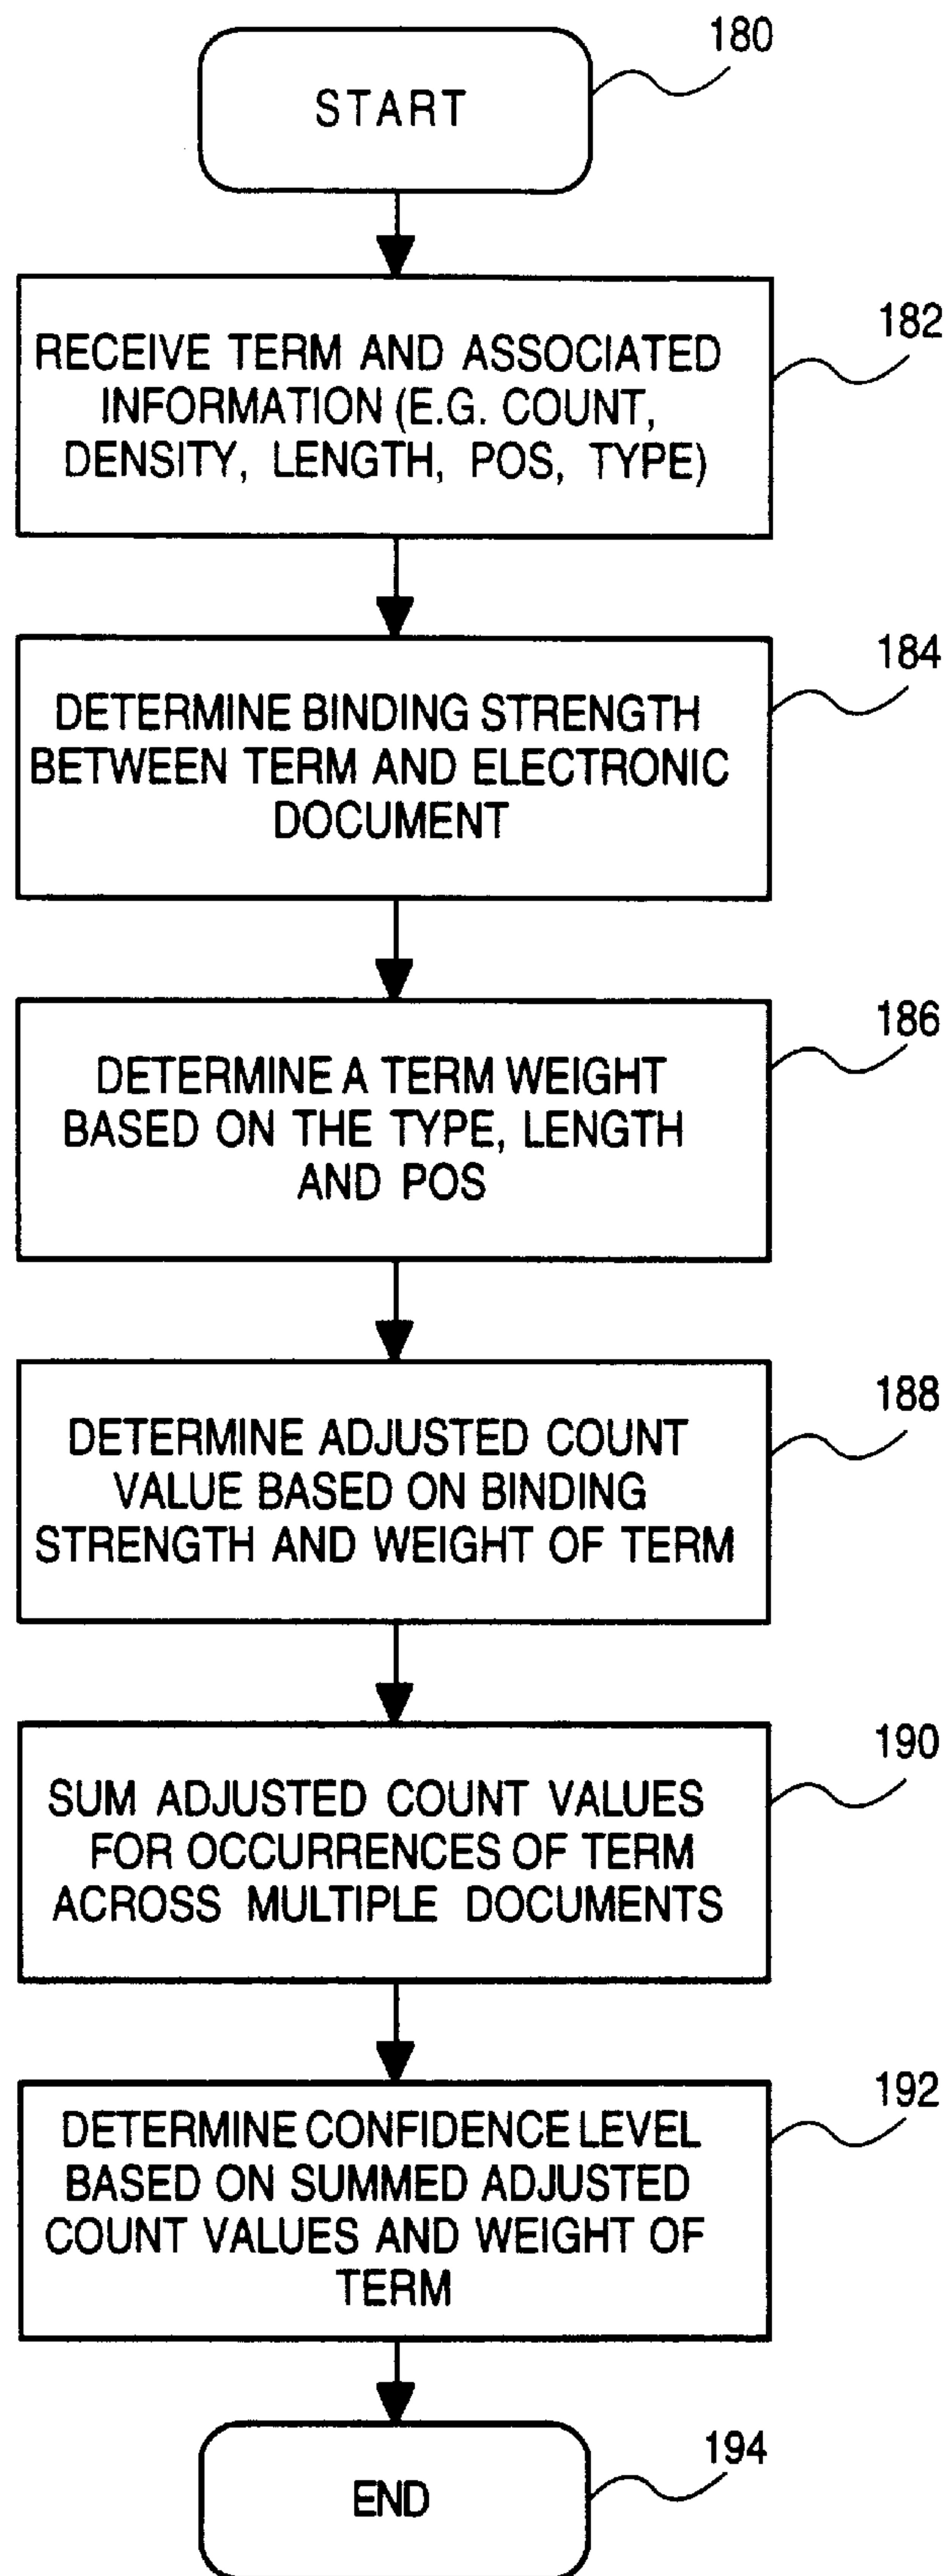 START
180
RECEIVE TERM AND ASSOCIATED
INFORMATION (E.G. COUNT,
DENSITY, LENGTH, POS, TYPE)
182
DETERMINE BINDING STRENGTH
BETWEEN TERM AND ELECTRONIC
DOCUMENT
184
DETERMINE A TERM WEIGHT
BASED ON THE TYPE, LENGTH
AND POS
186
DETERMINE ADJUSTED COUNT
VALUE BASED ON BINDING
STRENGTH AND WEIGHT OF TERM
188
SUM ADJUSTED COUNT VALUES
FOR OCCURRENCES OF TERM
ACROSS MULTIPLE DOCUMENTS
190
DETERMINE CONFIDENCE LEVEL
BASED ON SUMMED ADJUSTED
COUNT VALUES AND WEIGHT OF
TERM
192
END
194